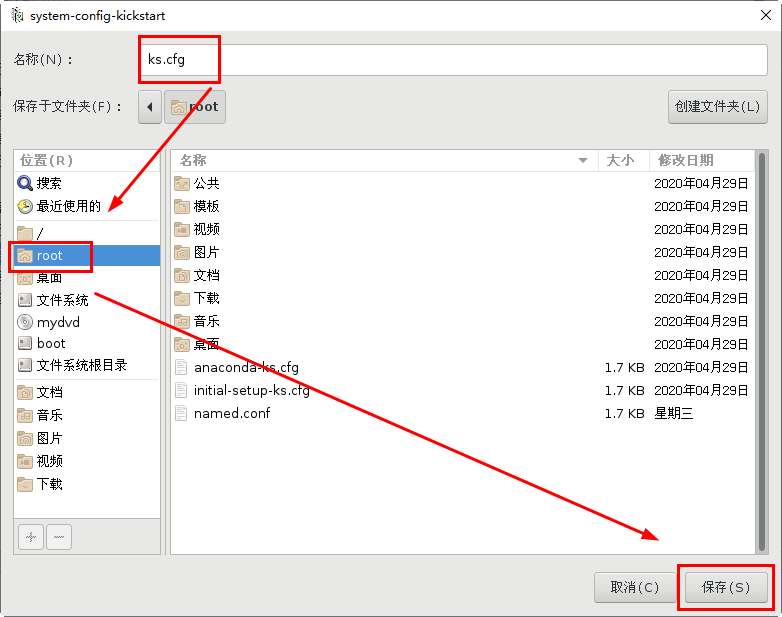 system-config-kickstart
名称(N)： ks.cfg
保存于文件夹(F)： root 创建文件夹(L)
位置(R)
搜索
最近使用的
/
root
桌面
文件系统
mydvd
boot
文件系统根目录
文档
音乐
图片
视频
下载
名称 大小 修改日期
公共 2020年04月29日
模板 2020年04月29日
视频 2020年04月29日
图片 2020年04月29日
文档 2020年04月29日
下载 2020年04月29日
音乐 2020年04月29日
桌面 2020年04月29日
anaconda-ks.cfg 1.7 KB 2020年04月29日
initial-setup-ks.cfg 1.7 KB 2020年04月29日
named.conf 1.7 KB 星期三
取消(C) 保存(S)